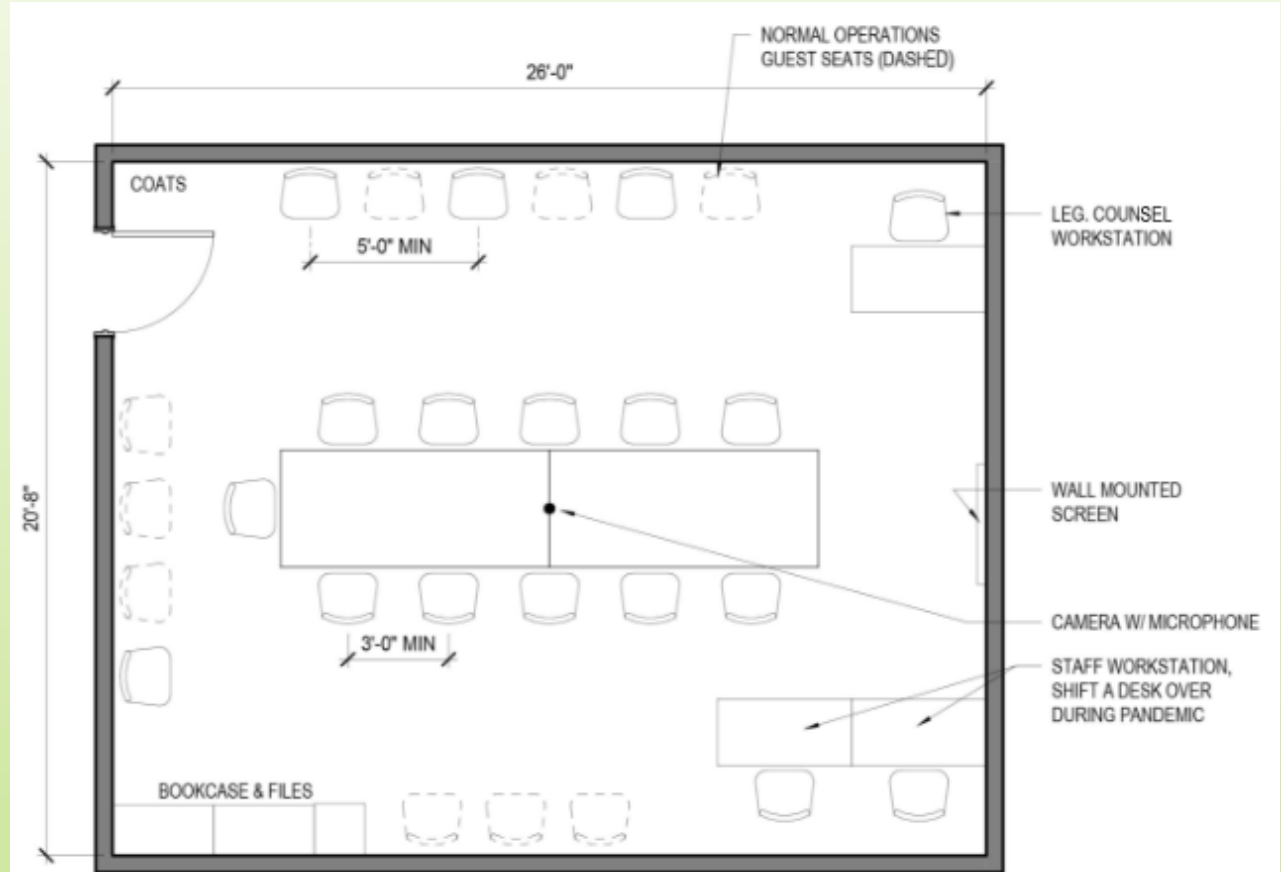 NORMAL OPERATIONS
GUEST SEATS (DASHED)
26'-0"
COATS
LEG. COUNSEL
WORKSTATION
5'-0" MIN
20'-8"
WALL MOUNTED
SCREEN
CAMERA W/ MICROPHONE
3'-0" MIN
STAFF WORKSTATION,
SHIFT A DESK OVER
DURING PANDEMIC
BOOKCASE & FILES